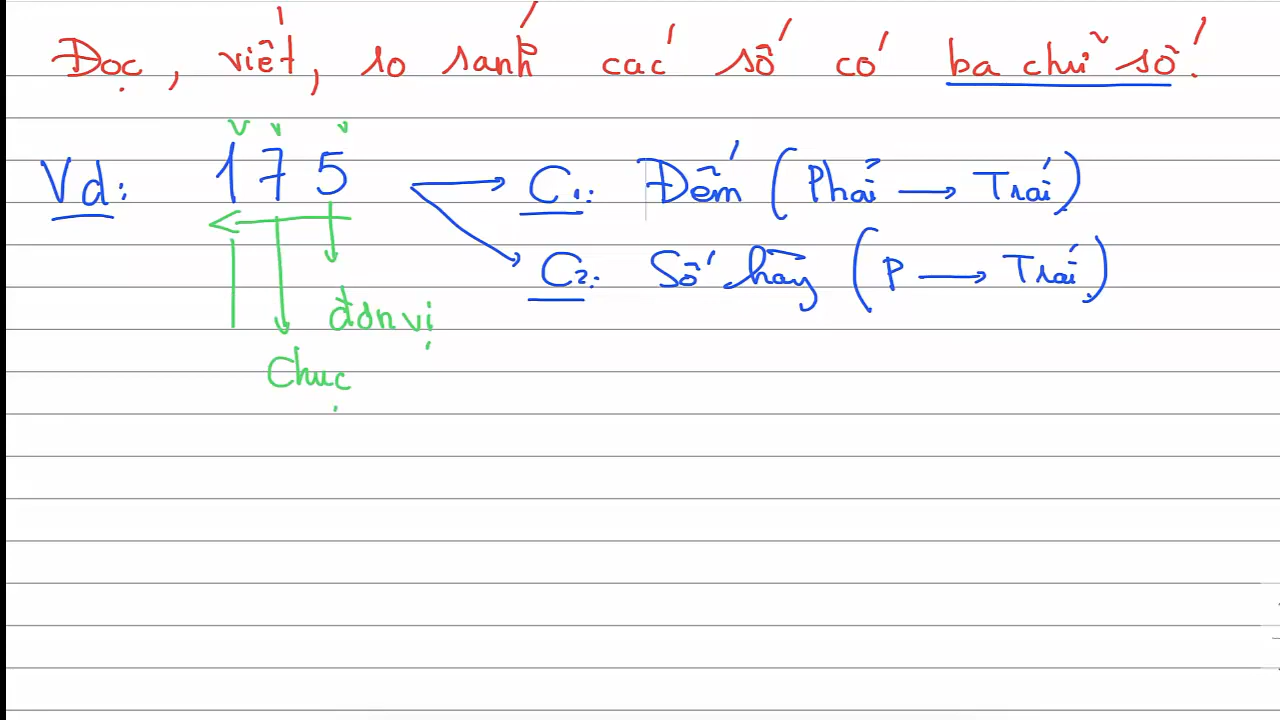 Đọc, viết, so sánh các số có ba chữ số.
Vd: 175 C1: Đếm (Phải → Trái)
C2: Số hàng (P → Trái)
đơn vị
Chục